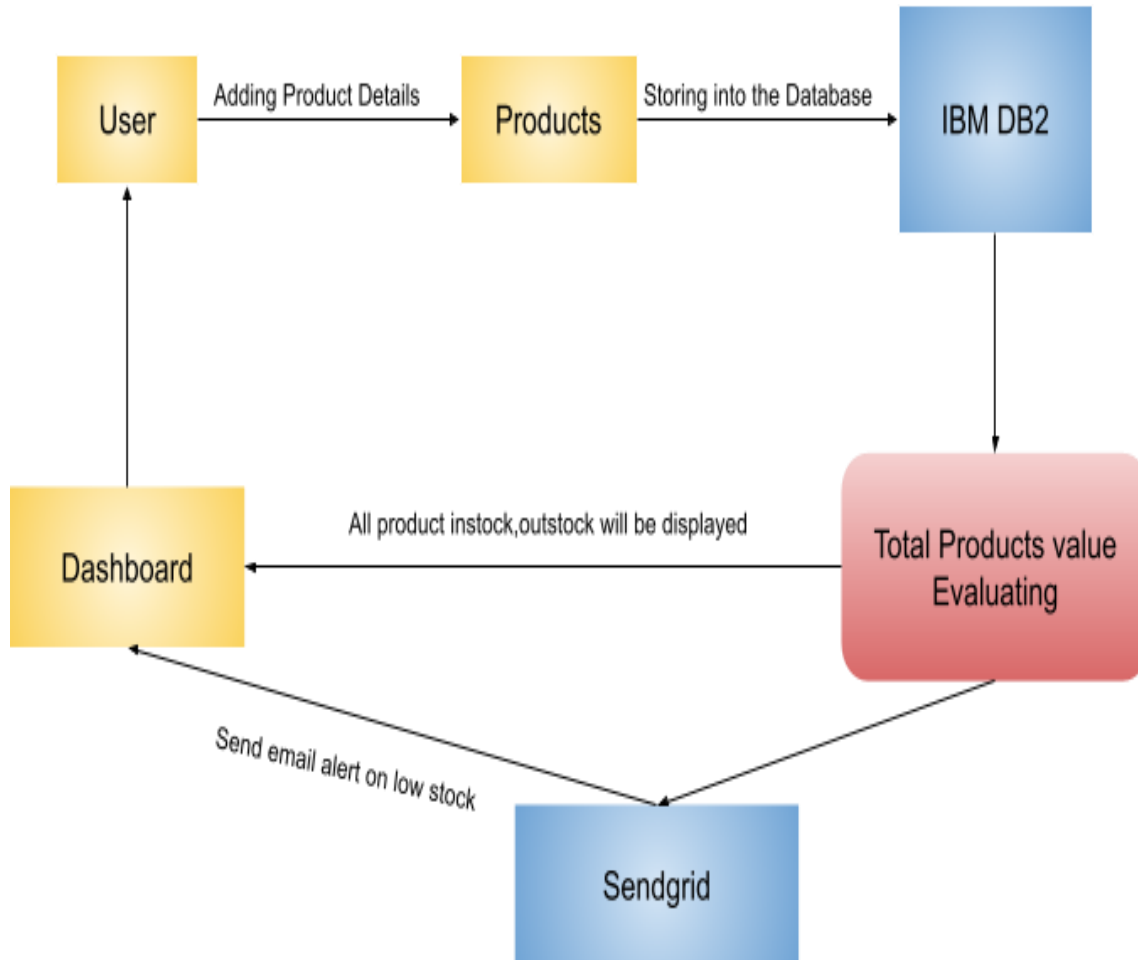 User
Adding Product Details
Products
Storing into the Database
IBM DB2
All product instock,outstock will be displayed
Dashboard
Total Products value
Evaluating
Send email alert on low stock
Sendgrid